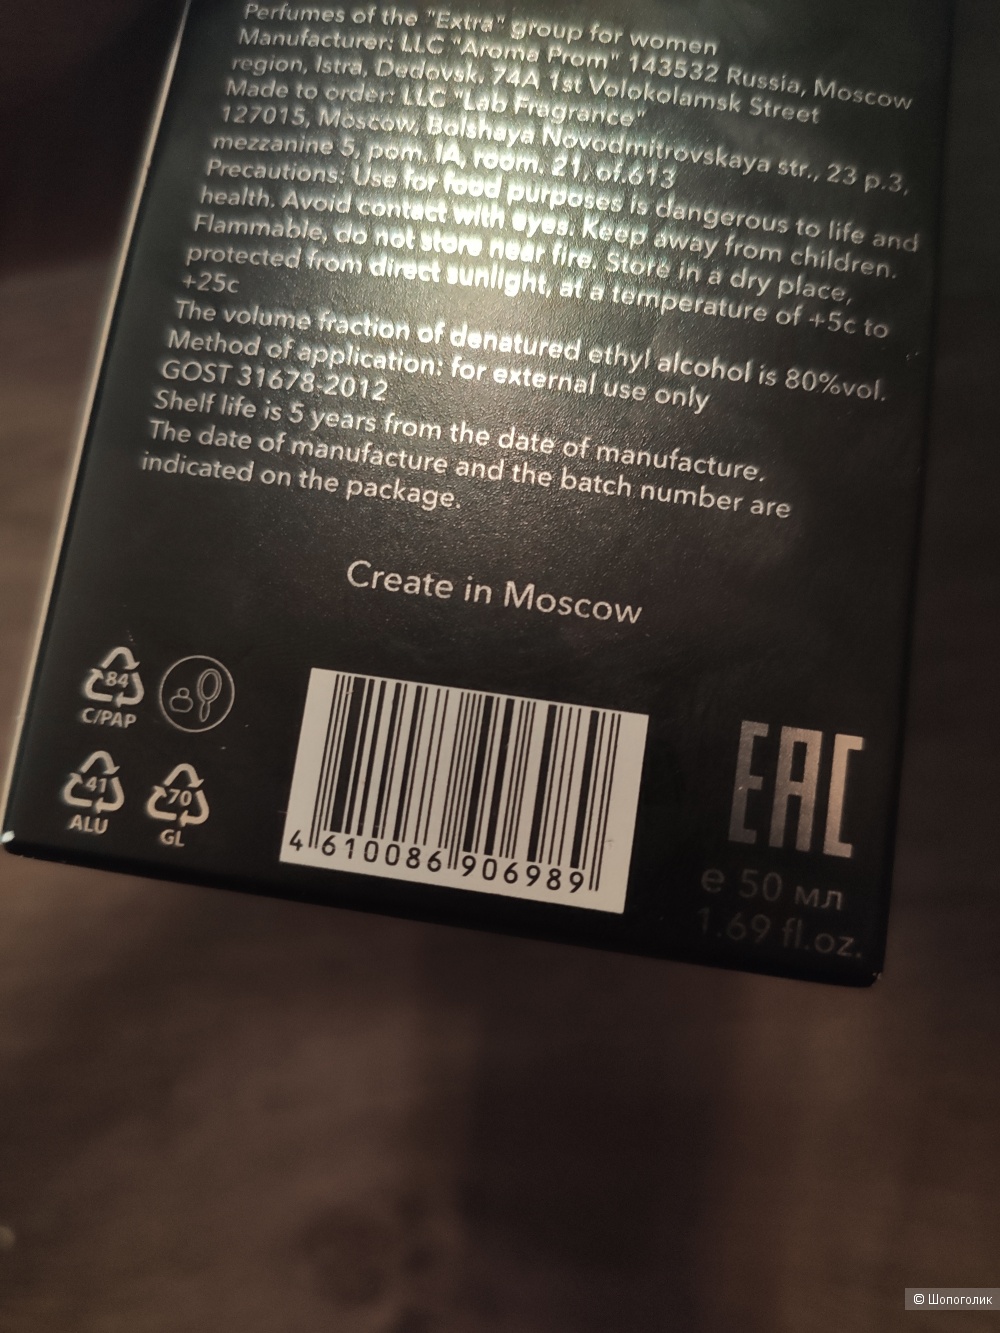 Perfumes of the "Extra" group for women
Manufacturer: LLC "Aroma Prom" 143532 Russia, Moscow
region, Istra, Dedovsk, 74A 1st Volokolamsk Street
Made to order: LLC "Lab Fragrance"
127015, Moscow, Bolshaya Novodmitrovskaya str., 23 p.3,
mezzanine 5, pom. IA, room. 21, of.613
Precautions: Use for food purposes is dangerous to life and
health. Avoid contact with eyes. Keep away from children.
Flammable, do not store near fire. Store in a dry place,
protected from direct sunlight, at a temperature of +5c to
+25c
The volume fraction of denatured ethyl alcohol is 80%vol.
Method of application: for external use only
GOST 31678-2012
Shelf life is 5 years from the date of manufacture.
The date of manufacture and the batch number are
indicated on the package.
Create in Moscow
84
C/PAP
41
ALU
70
GL
4 610086 906989
EAC
e 50 мл
1.69 fl.oz.
© Шопоголик